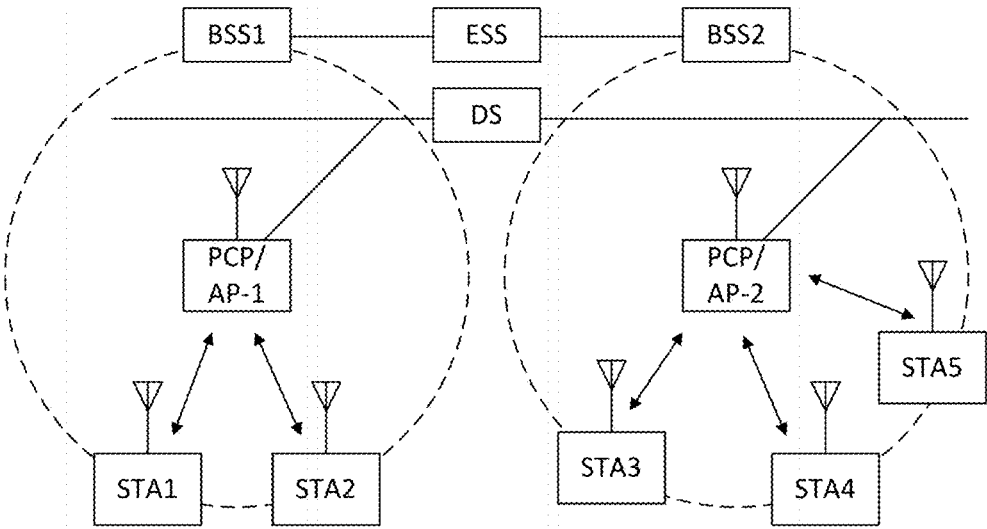 BSS1
ESS
BSS2
DS
PCP/
AP-1
PCP/
AP-2
STA5
STA3
STA1
STA2
STA4